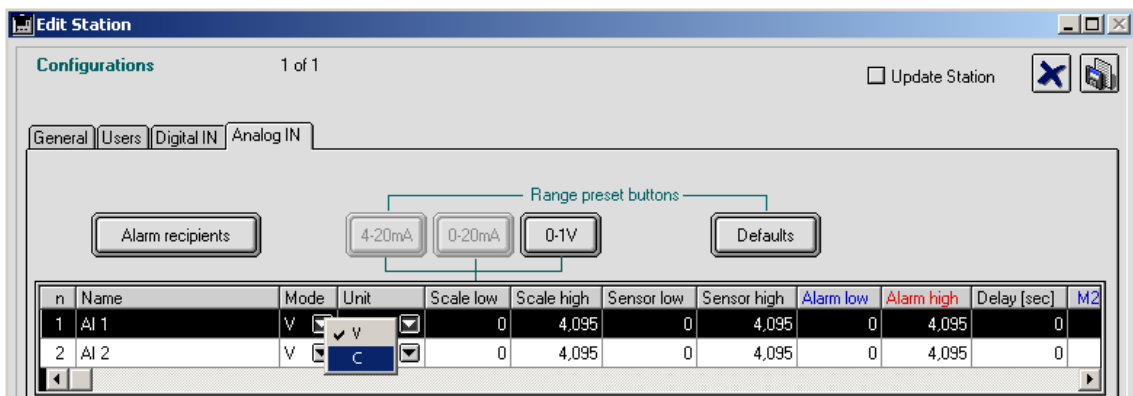 Edit Station
Configurations 1 of 1 Update Station
General Users Digital IN Analog IN
Range preset buttons
Alarm recipients 4-20mA 0-20mA 0-1V Defaults
n Name Mode Unit Scale low Scale high Sensor low Sensor high Alarm low Alarm high Delay [sec] M2
1 AI 1 V 0 4,095 0 4,095 0 4,095 0
V
2 AI 2 V 0 4,095 0 4,095 0 4,095 0
C